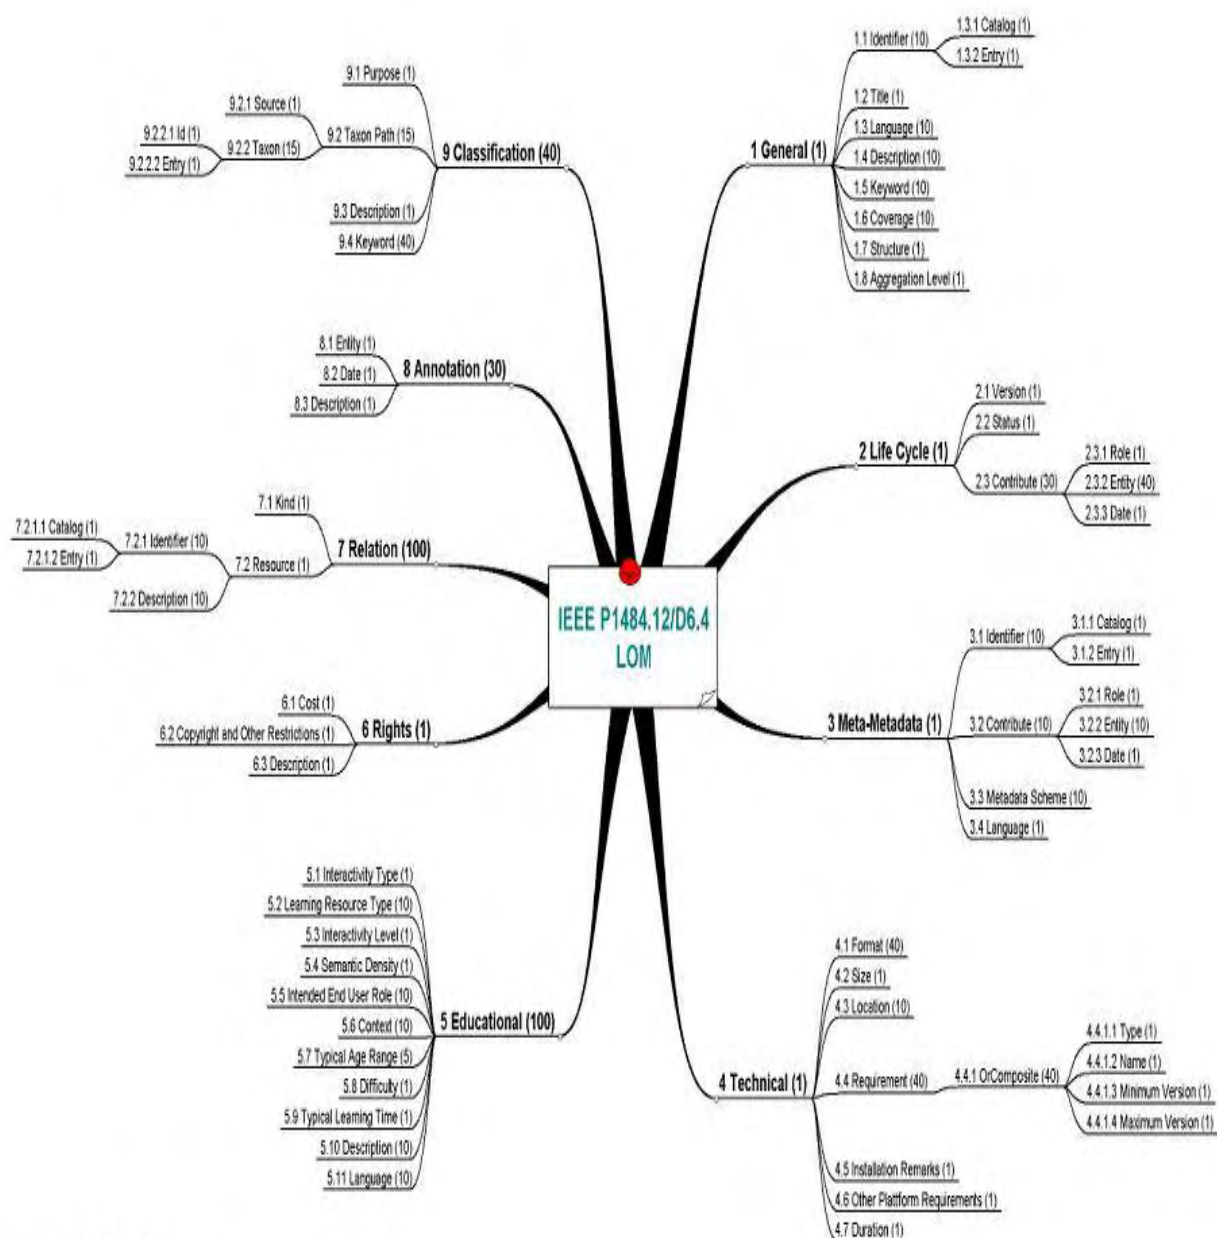 IEEE P1484.12/D6.4
LOM
1 General (1)
1.1 Identifier (10)
1.3.1 Catalog (1)
1.3.2 Entry (1)
1.2 Title (1)
1.3 Language (10)
1.4 Description (10)
1.5 Keyword (10)
1.6 Coverage (10)
1.7 Structure (1)
1.8 Aggregation Level (1)
2 Life Cycle (1)
2.1 Version (1)
2.2 Status (1)
2.3 Contribute (30)
2.3.1 Role (1)
2.3.2 Entity (40)
2.3.3 Date (1)
3 Meta-Metadata (1)
3.1 Identifier (10)
3.1.1 Catalog (1)
3.1.2 Entry (1)
3.2 Contribute (10)
3.2.1 Role (1)
3.2.2 Entity (10)
3.2.3 Date (1)
3.3 Metadata Scheme (10)
3.4 Language (1)
4 Technical (1)
4.1 Format (40)
4.2 Size (1)
4.3 Location (10)
4.4 Requirement (40)
4.4.1 OrComposite (40)
4.4.1.1 Type (1)
4.4.1.2 Name (1)
4.4.1.3 Minimum Version (1)
4.4.1.4 Maximum Version (1)
4.5 Installation Remarks (1)
4.6 Other Plattform Requirements (1)
4.7 Duration (1)
5 Educational (100)
5.1 Interactivity Type (1)
5.2 Learning Resource Type (10)
5.3 Interactivity Level (1)
5.4 Semantic Density (1)
5.5 Intended End User Role (10)
5.6 Context (10)
5.7 Typical Age Range (5)
5.8 Difficulty (1)
5.9 Typical Learning Time (1)
5.10 Description (10)
5.11 Language (10)
6 Rights (1)
6.1 Cost (1)
6.2 Copyright and Other Restrictions (1)
6.3 Description (1)
7 Relation (100)
7.1 Kind (1)
7.2 Resource (1)
7.2.1 Identifier (10)
7.2.1.1 Catalog (1)
7.2.1.2 Entry (1)
7.2.2 Description (10)
8 Annotation (30)
8.1 Entity (1)
8.2 Date (1)
8.3 Description (1)
9 Classification (40)
9.1 Purpose (1)
9.2 Taxon Path (15)
9.2.1 Source (1)
9.2.2 Taxon (15)
9.2.2.1 Id (1)
9.2.2.2 Entry (1)
9.3 Description (1)
9.4 Keyword (40)